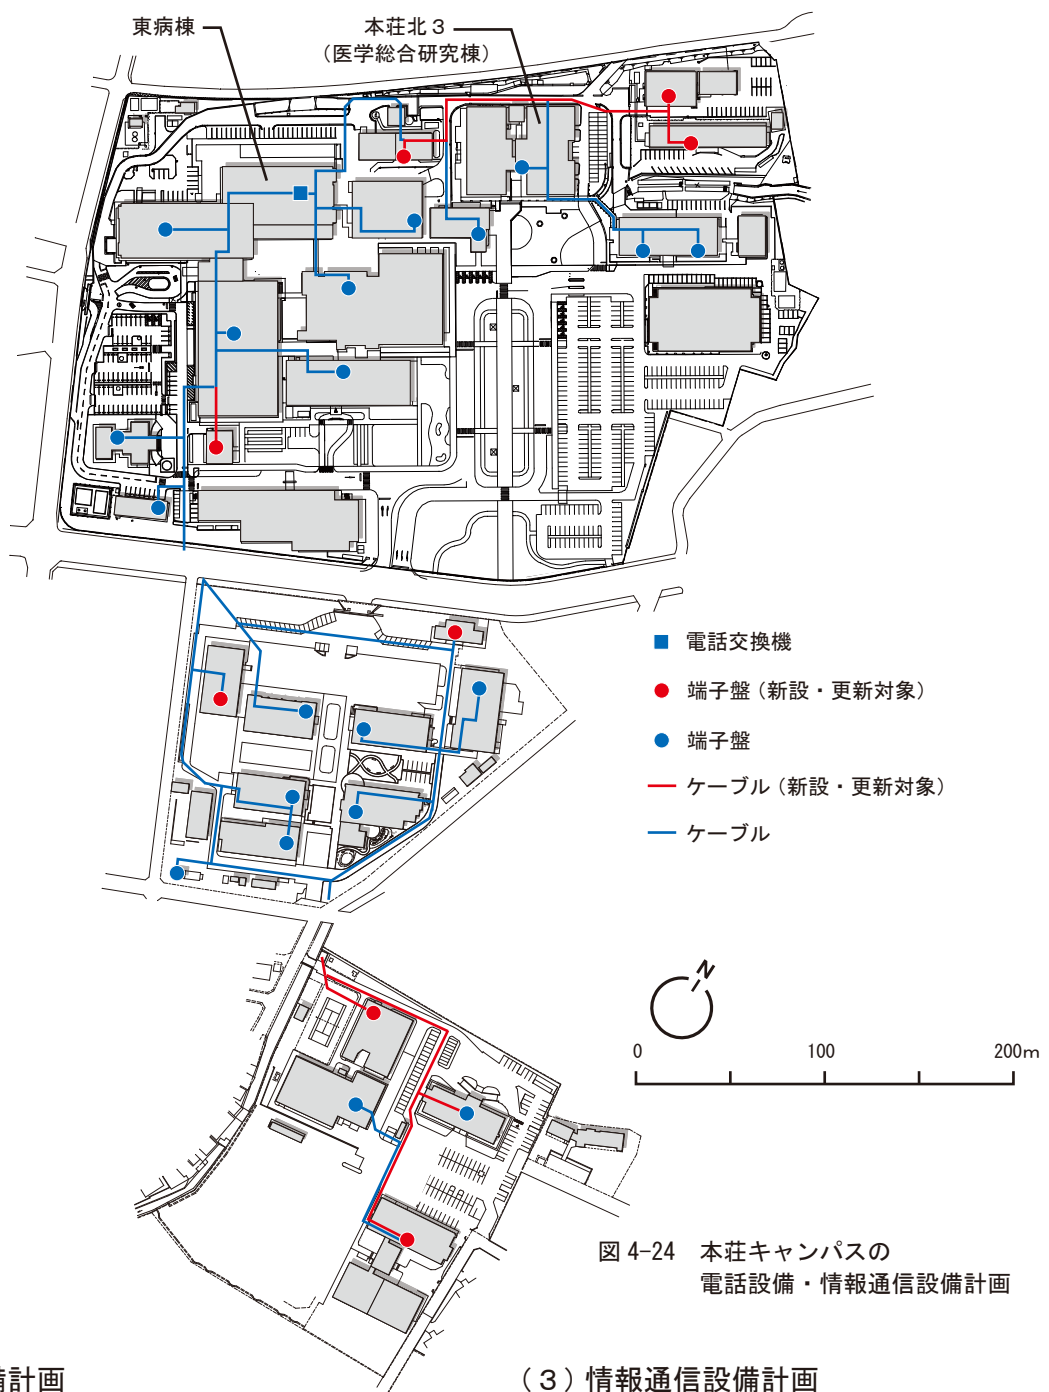 東病棟
本荘北３
（医学総合研究棟）
電話交換機
端子盤（新設・更新対象）
端子盤
ケーブル（新設・更新対象）
ケーブル
N
0 100 200m
図 4-24 本荘キャンパスの
電話設備・情報通信設備計画
備計画
（３）情報通信設備計画